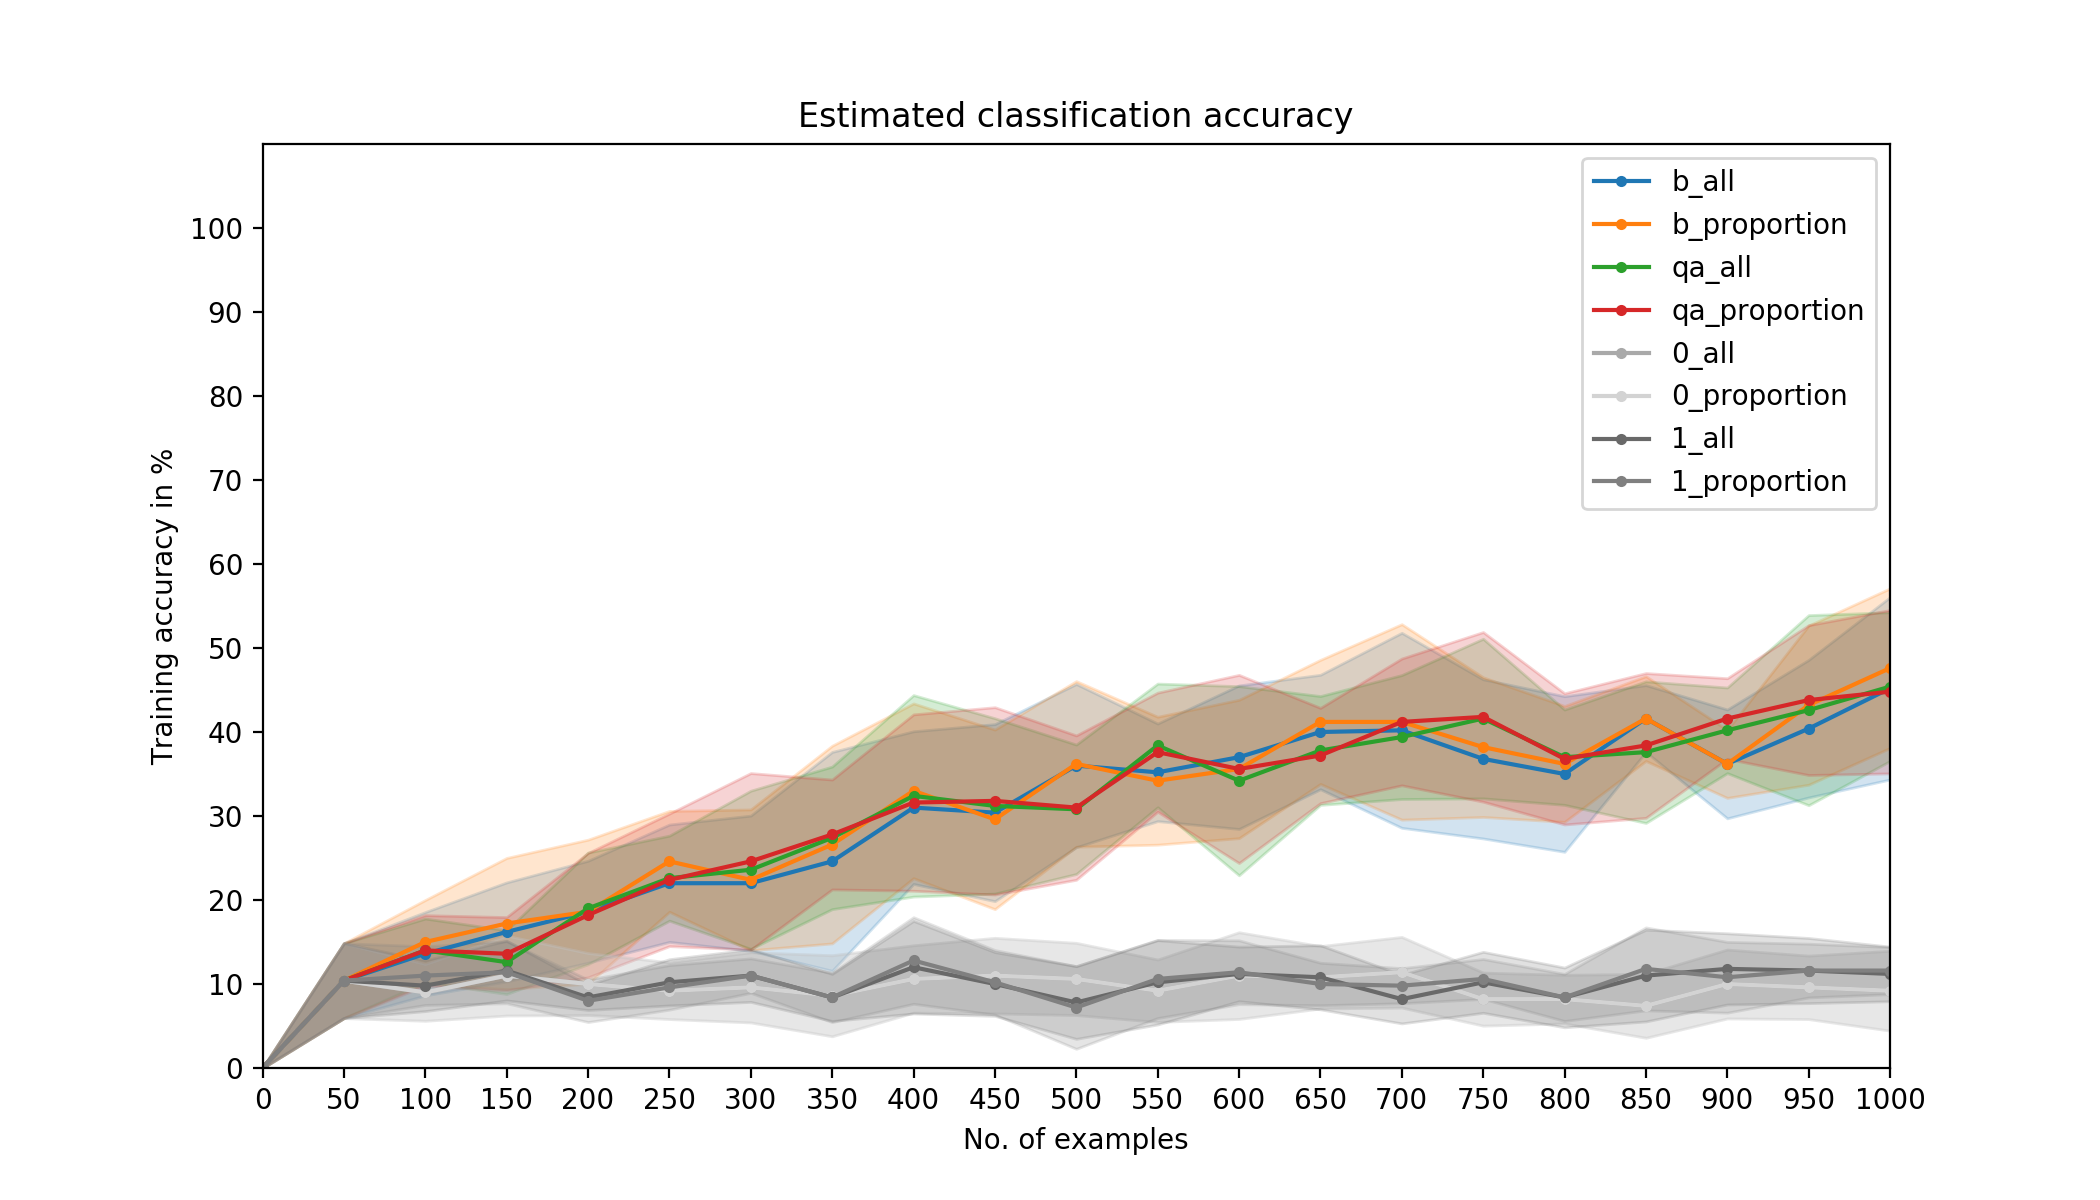 Estimated classification accuracy
b_all
b_proportion
qa_all
qa_proportion
0_all
0_proportion
1_all
1_proportion
100
90
80
70
60
50
40
30
20
10
0
Training accuracy in %
0 50 100 150 200 250 300 350 400 450 500 550 600 650 700 750 800 850 900 950 1000
No. of examples